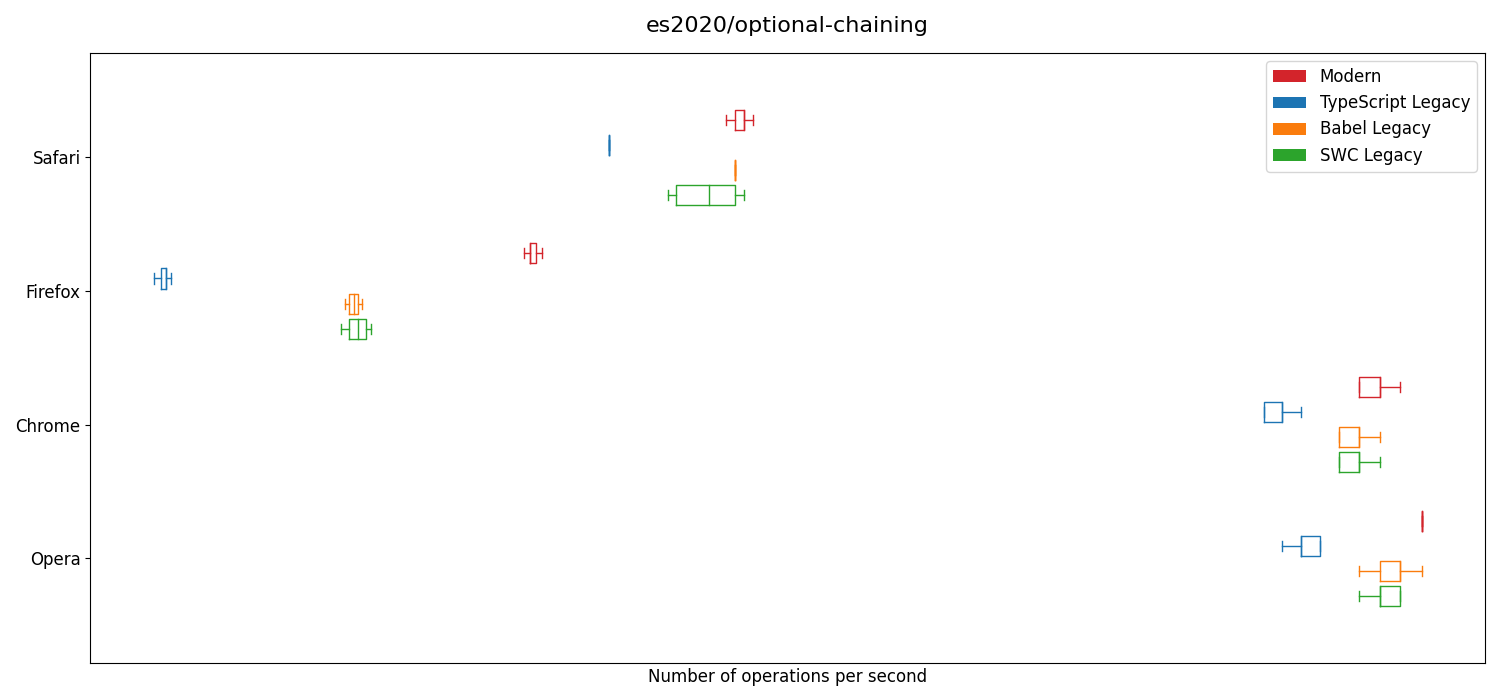 es2020/optional-chaining
Modern
TypeScript Legacy
Babel Legacy
SWC Legacy
Safari
Firefox
Chrome
Opera
Number of operations per second